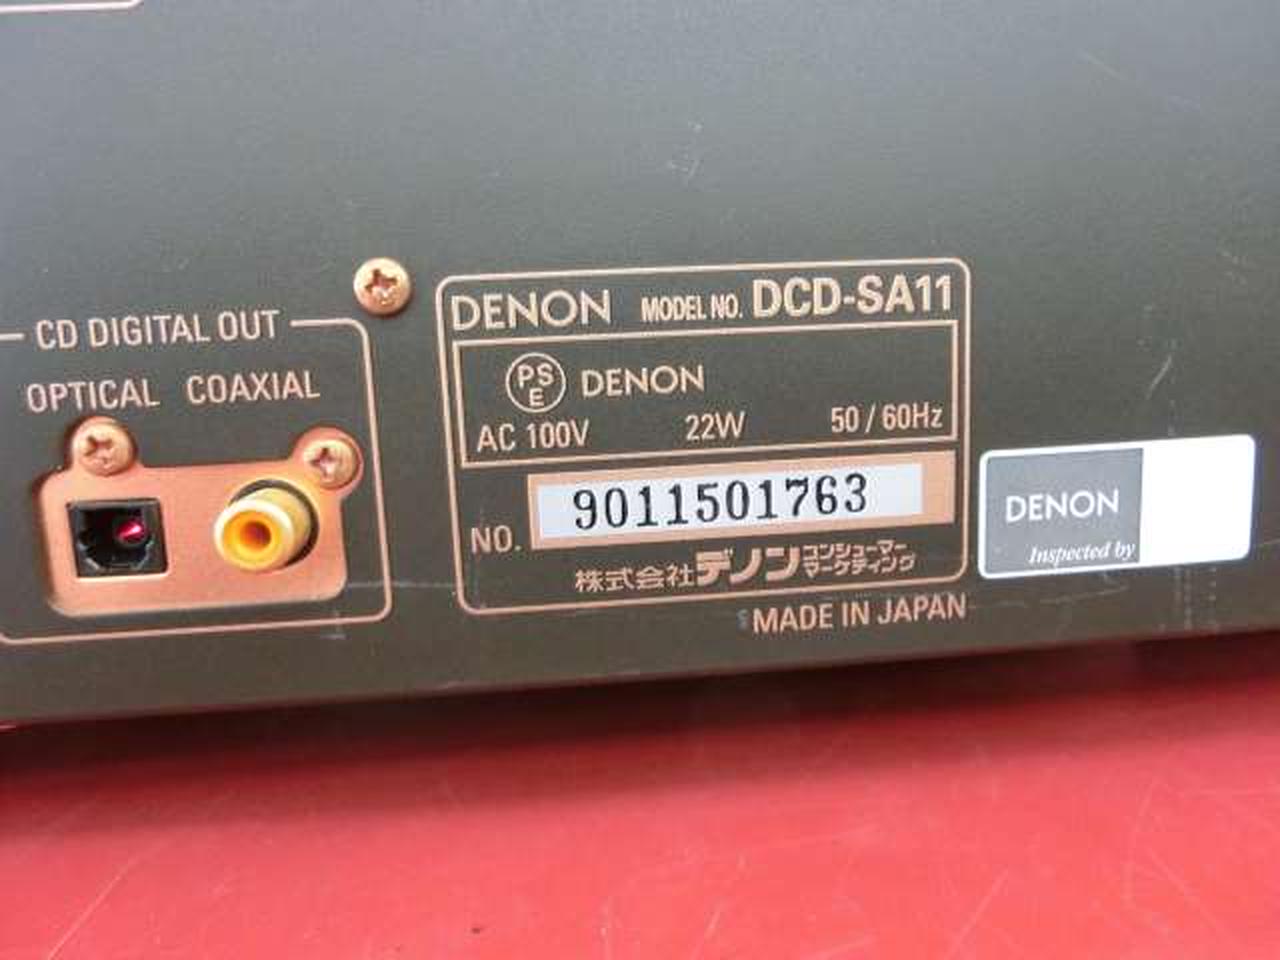 CD DIGITAL OUT
OPTICAL COAXIAL
DENON MODEL NO. DCD-SA11
PSE DENON
AC 100V 22W 50 / 60Hz
NO. 9011501763
株式会社デノンコンシューマーマーケティング
MADE IN JAPAN
DENON
Inspected by